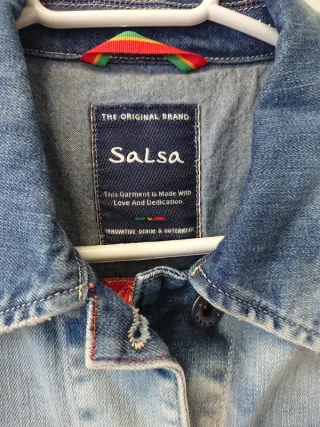 THE ORIGINAL BRAND
Salsa
This Garment Is Made With
Love And Dedication
INNOVATIVE DENIM & OUTERWEAR